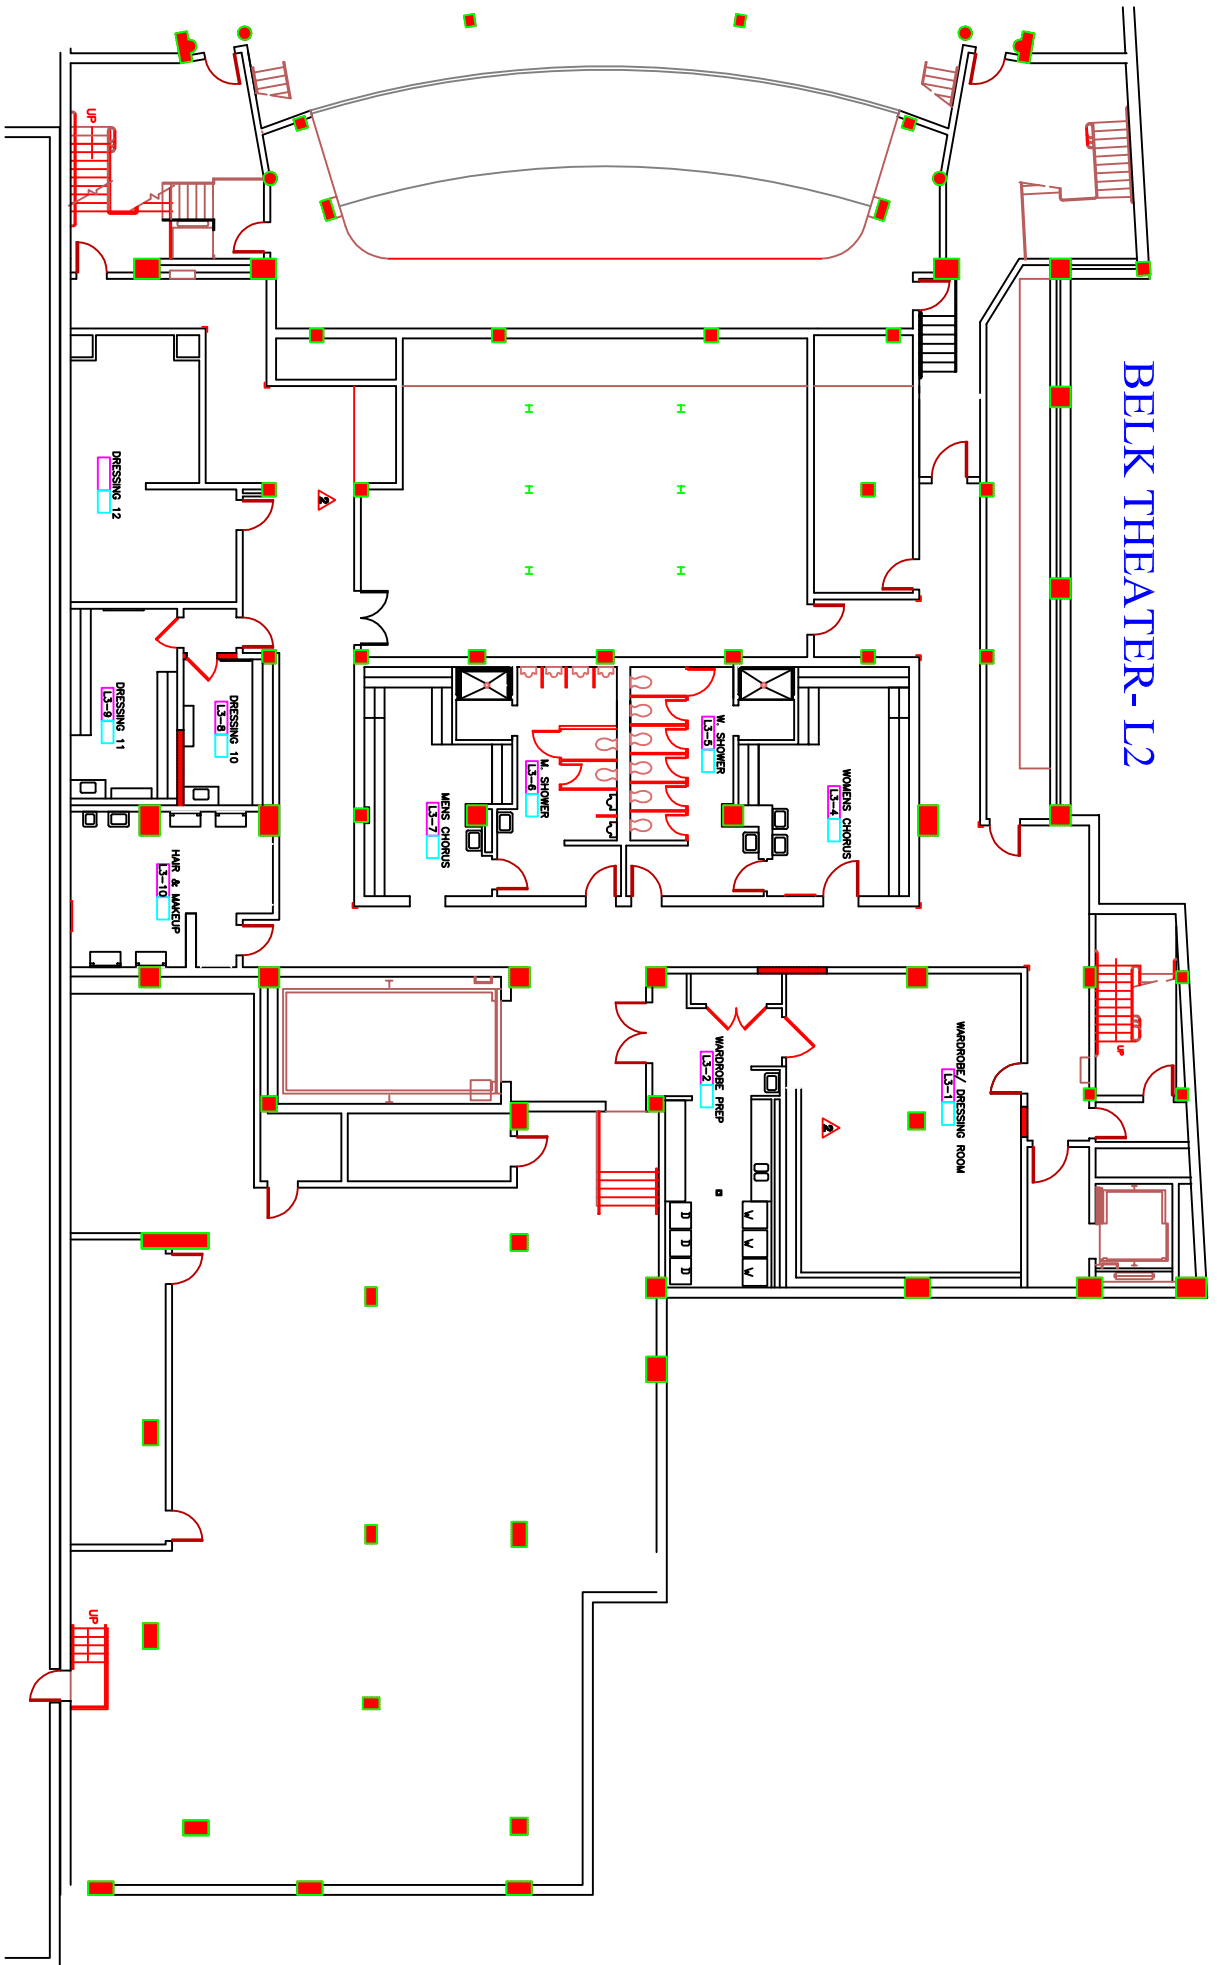 BELK THEATER- L2
UP
UP
UP
2
2
DRESSING 12
DRESSING 11
L3-9
DRESSING 10
L3-8
HAIR & MAKEUP
L3-10
MENS CHORUS
L3-7
M. SHOWER
L3-6
W. SHOWER
L3-5
WOMENS CHORUS
L3-4
WARDROBE PREP
L3-2
WARDROBE/ DRESSING ROOM
L3-1
D
D
D
W
W
W